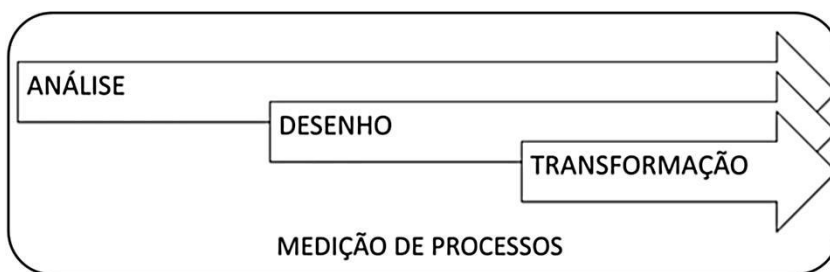 ANÁLISE
DESENHO
TRANSFORMAÇÃO
MEDIÇÃO DE PROCESSOS